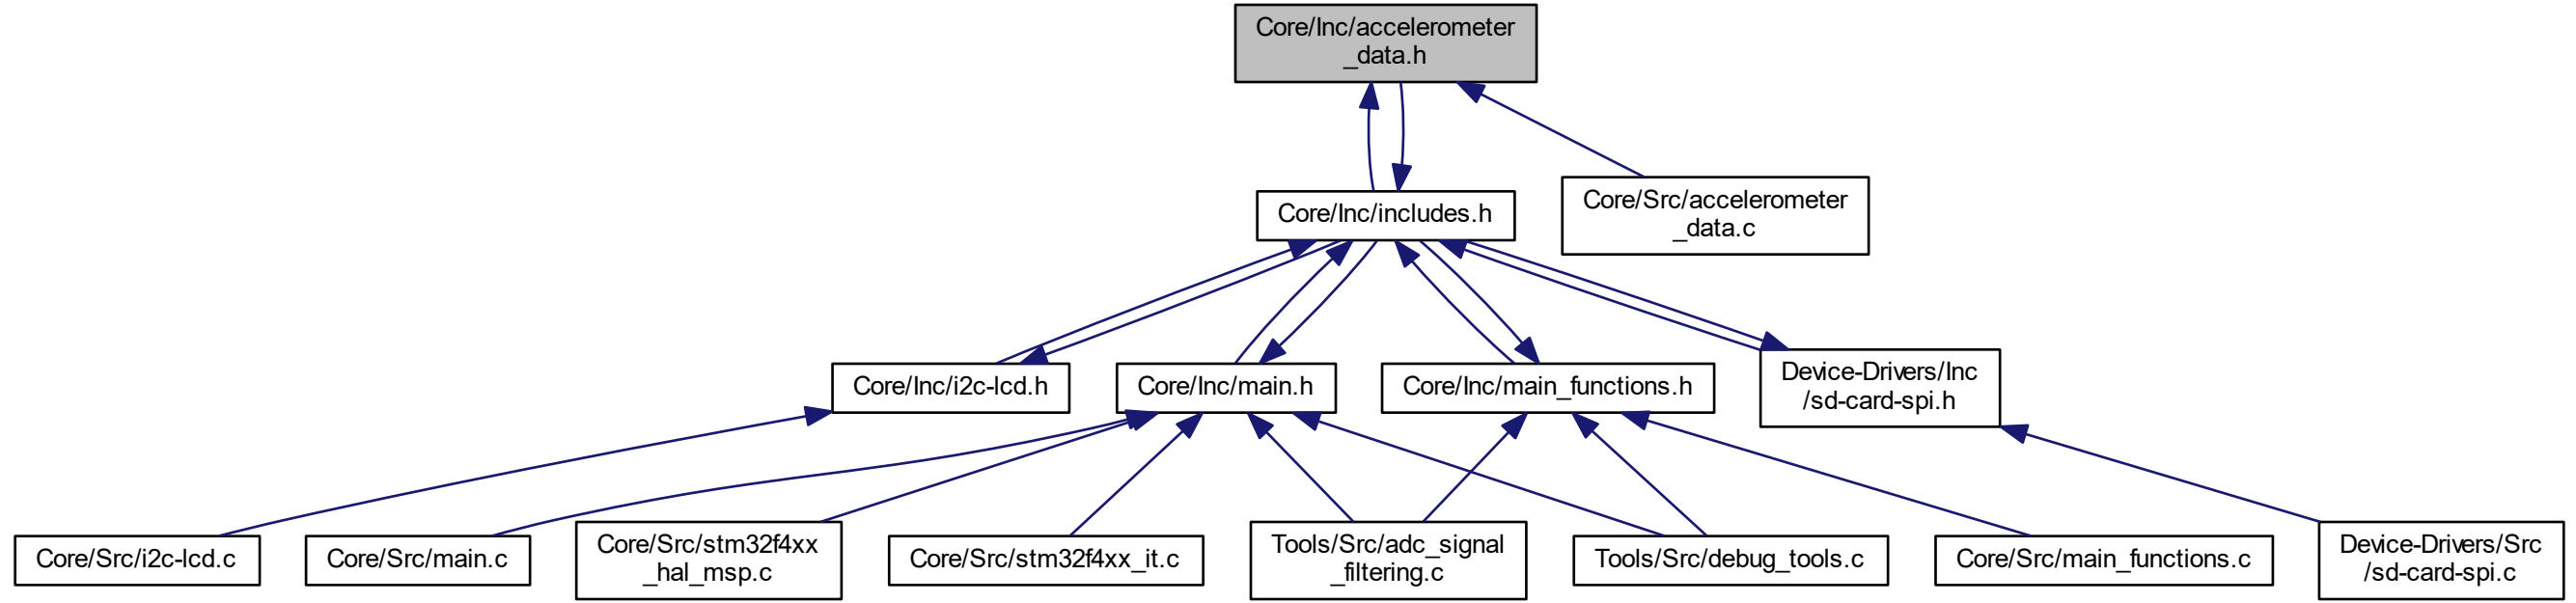 Core/Inc/accelerometer
_data.h
Core/Inc/includes.h
Core/Src/accelerometer
_data.c
Core/Inc/i2c-lcd.h
Core/Inc/main.h
Core/Inc/main_functions.h
Device-Drivers/Inc
/sd-card-spi.h
Core/Src/i2c-lcd.c
Core/Src/main.c
Core/Src/stm32f4xx
_hal_msp.c
Core/Src/stm32f4xx_it.c
Tools/Src/adc_signal
_filtering.c
Tools/Src/debug_tools.c
Core/Src/main_functions.c
Device-Drivers/Src
/sd-card-spi.c